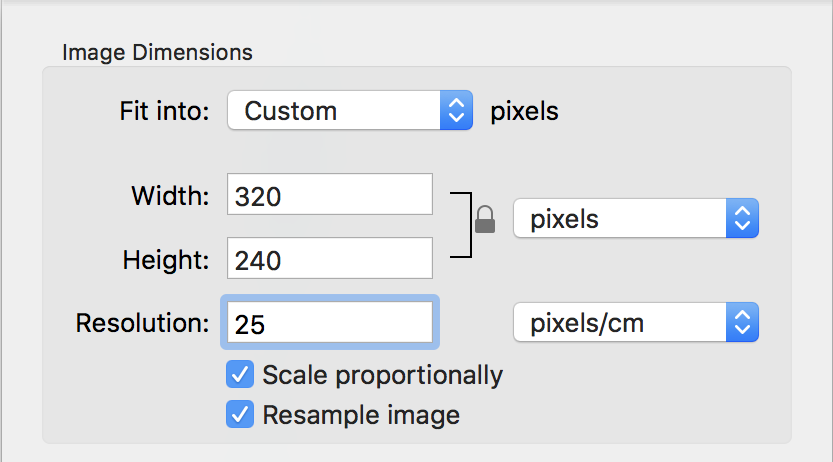 Image Dimensions
Fit into: Custom pixels
Width: 320
pixels
Height: 240
Resolution: 25 pixels/cm
Scale proportionally
Resample image